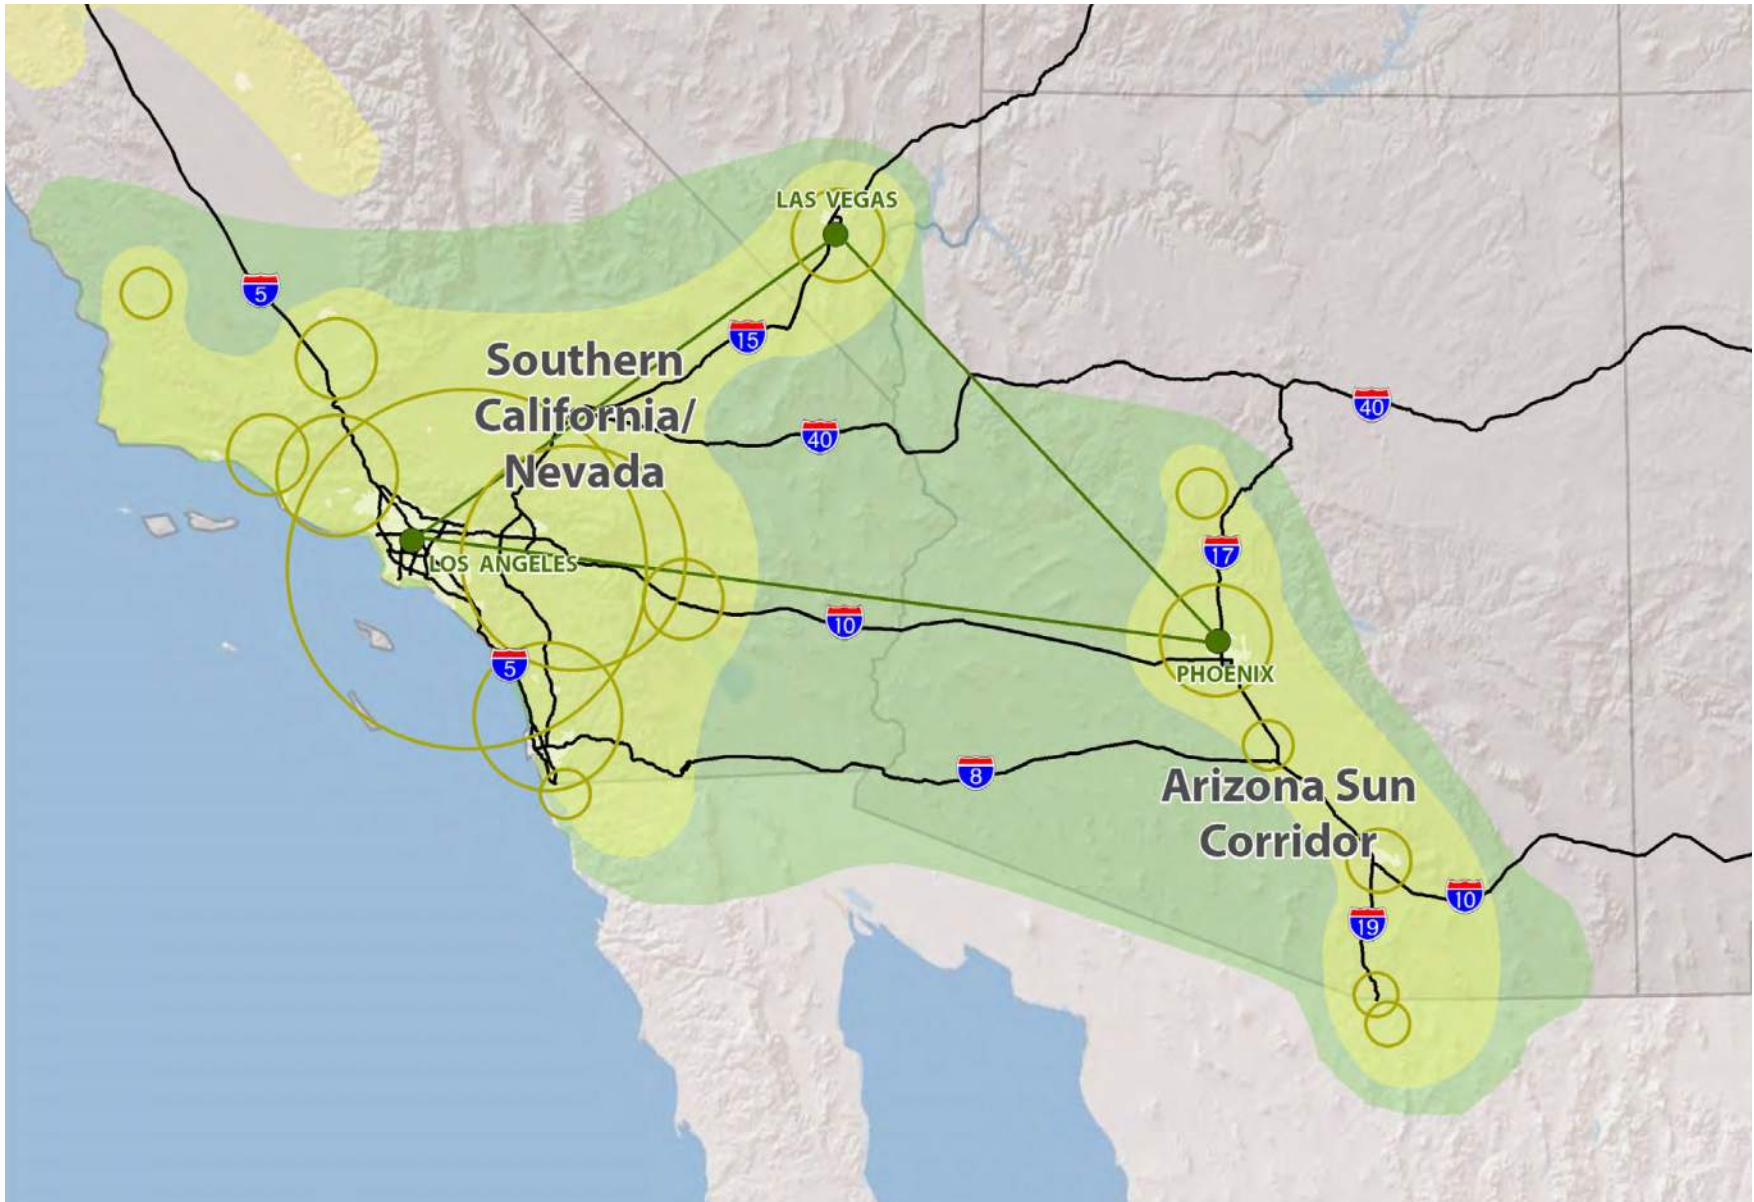 LAS VEGAS
5
15
Southern
California/
Nevada
40
40
17
LOS ANGELES
10
5
PHOENIX
8
Arizona Sun
Corridor
10
19